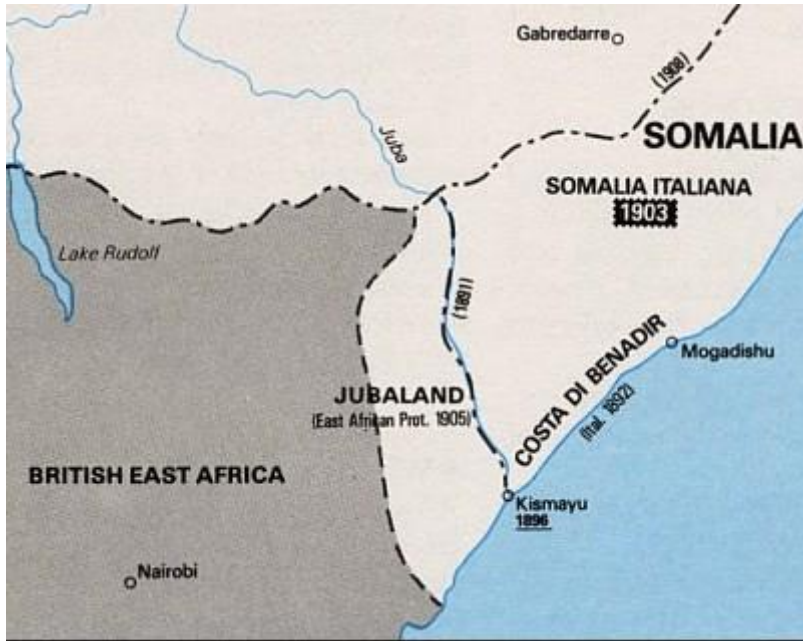 Gabredarre
(1908)
Juba
SOMALIA
SOMALIA ITALIANA
1903
Lake Rudolf
(1891)
Mogadishu
COSTA DI BENADIR
(Ital. 1892)
JUBALAND
(East African Prot. 1905)
BRITISH EAST AFRICA
Kismayu
1896
Nairobi